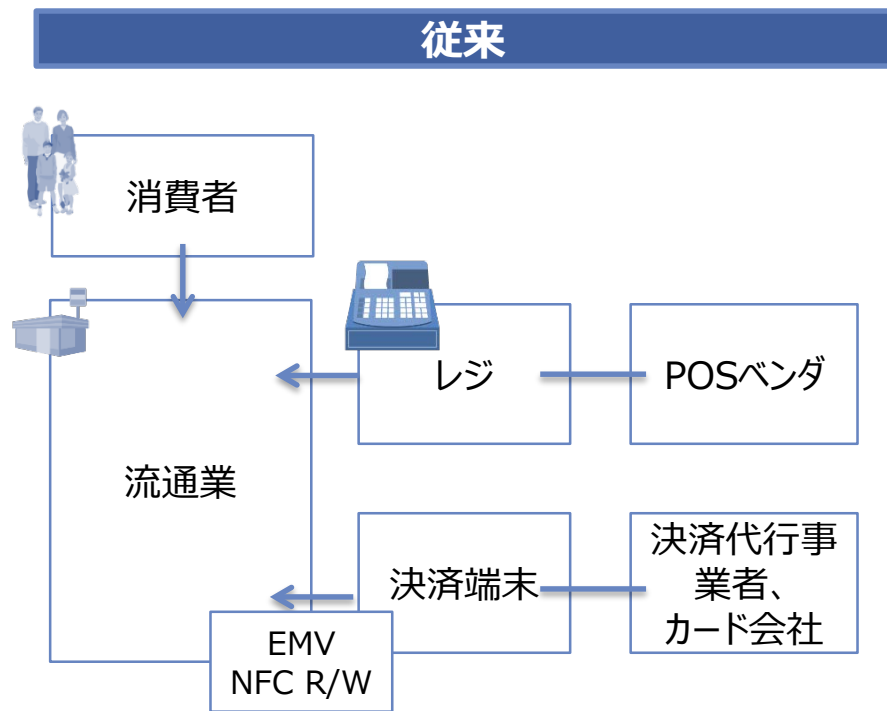 従来
消費者
流通業
レジ
POSベンダ
決済端末
決済代行事
業者、
カード会社
EMV
NFC R/W